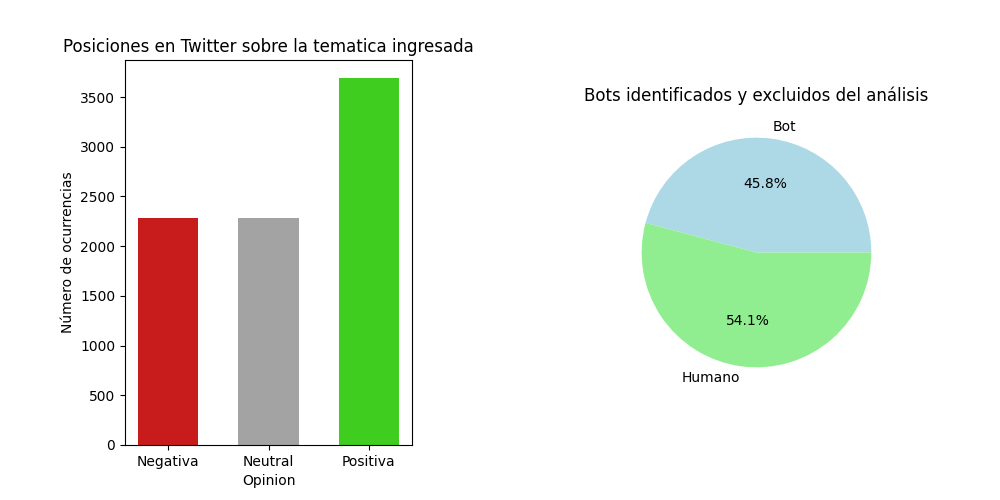 Posiciones en Twitter sobre la tematica ingresada
Número de ocurrencias
3500
3000
2500
2000
1500
1000
500
0
Negativa
Neutral
Positiva
Opinion
Bots identificados y excluidos del análisis
Bot
45.8%
54.1%
Humano